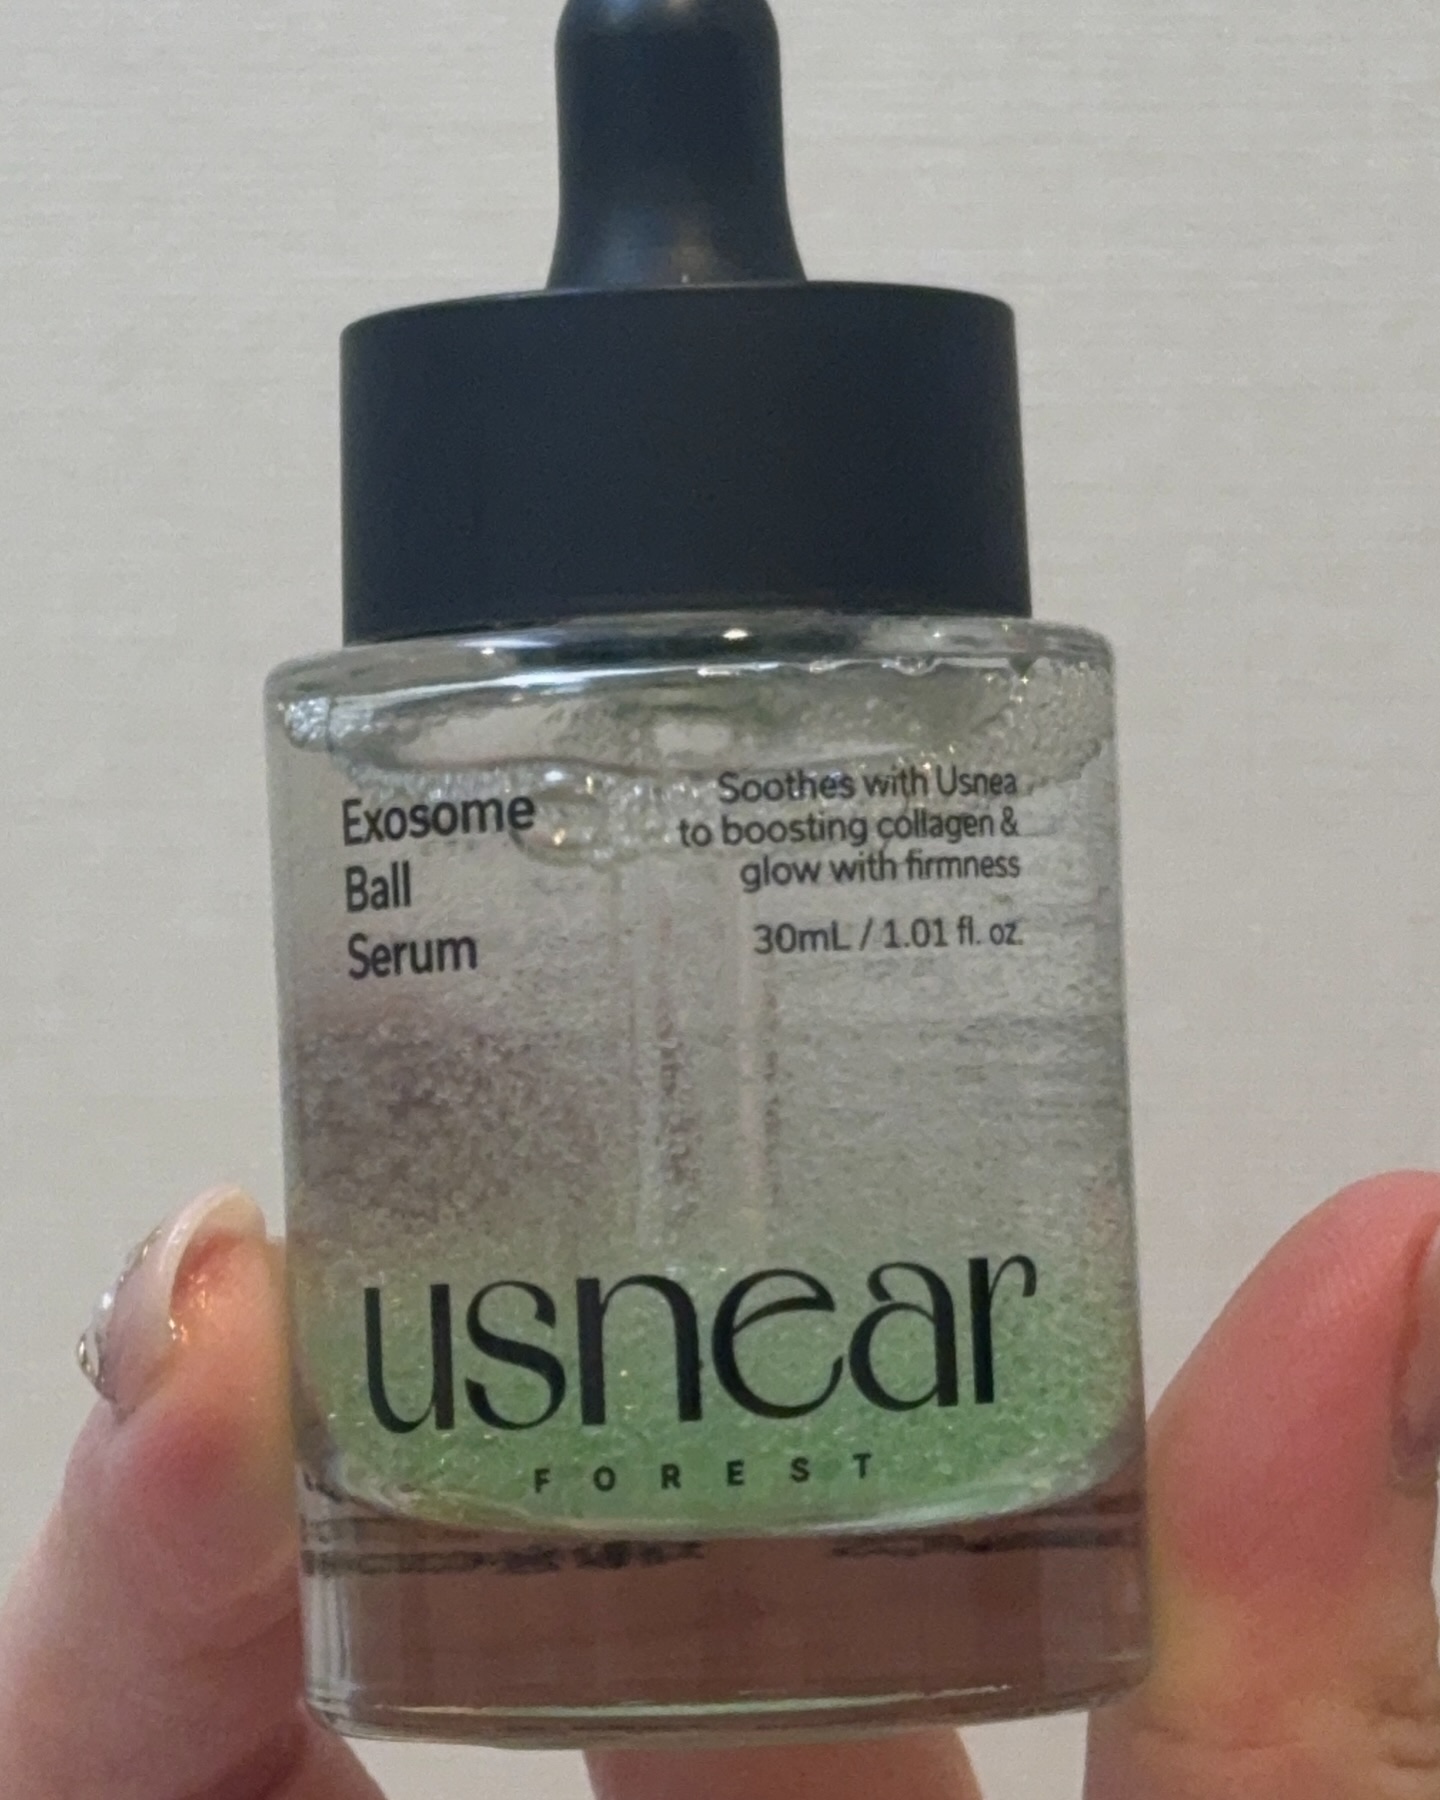 Exosome
Ball
Serum
Soothes with Usnea
to boosting collagen &
glow with firmness
30mL / 1.01 fl. oz.
usnear
FOREST